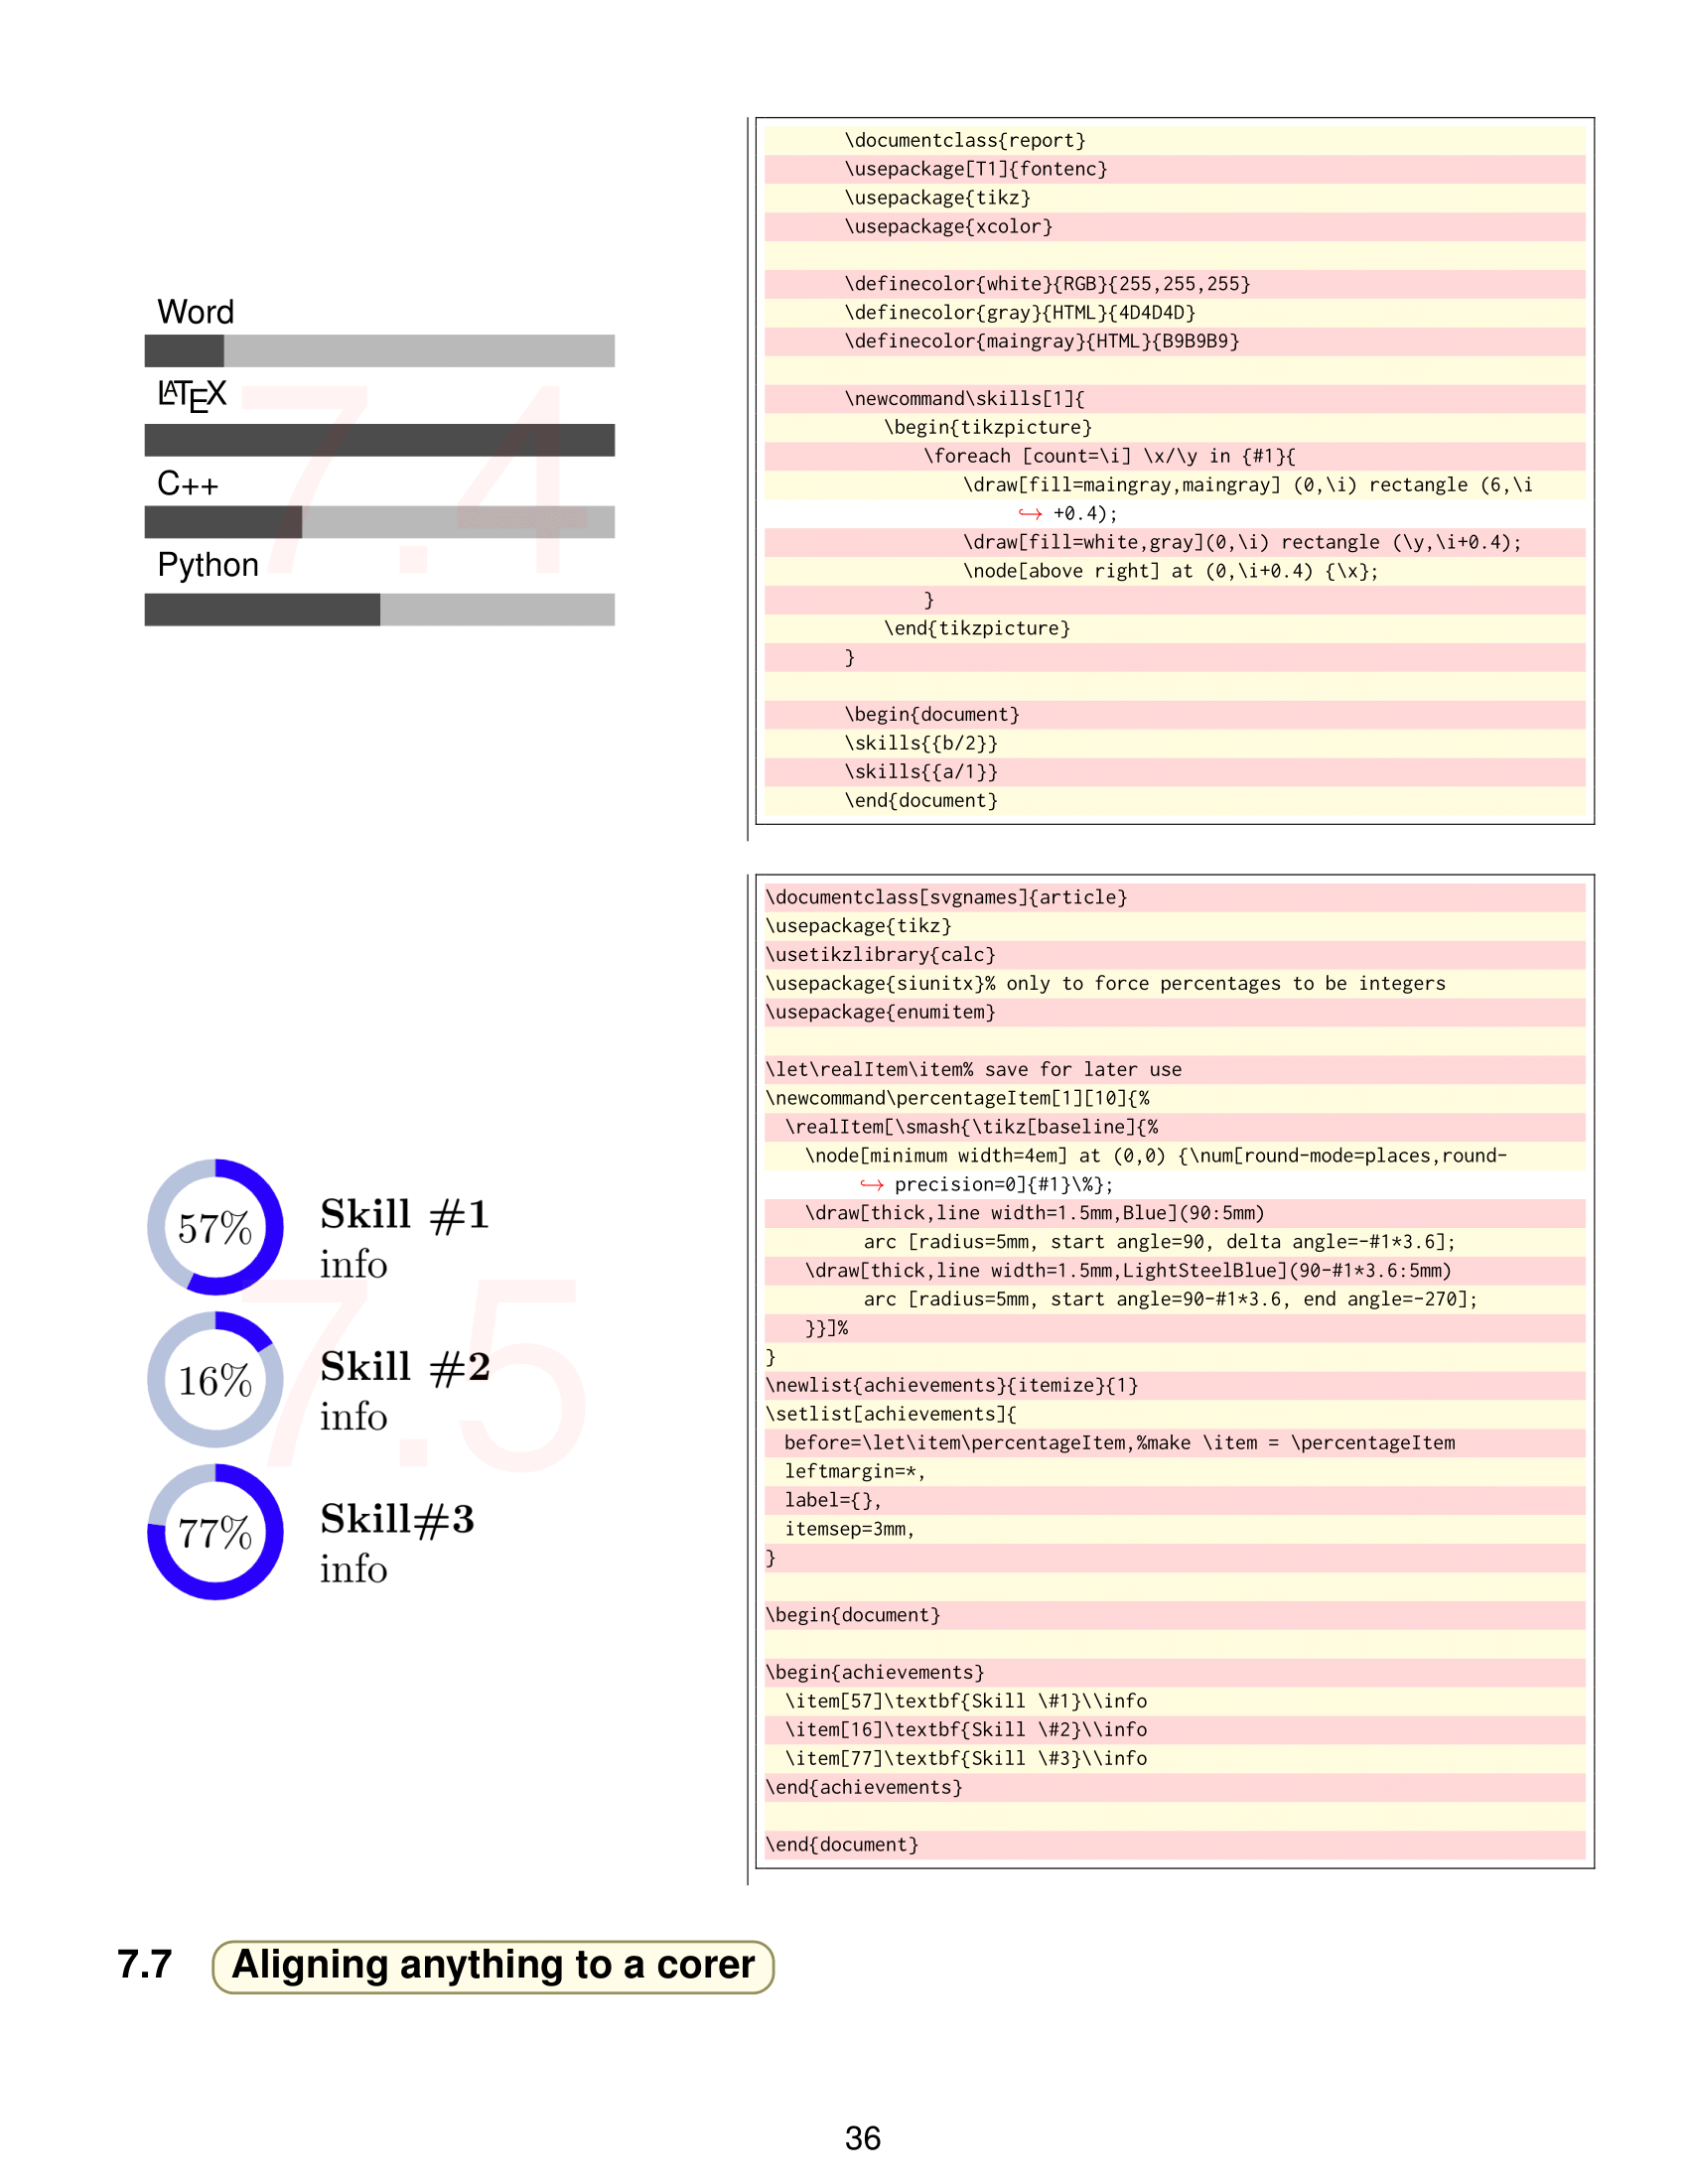 Word
LATEX
C++
Python
7.4
\documentclass{report}
\usepackage[T1]{fontenc}
\usepackage{tikz}
\usepackage{xcolor}
\definecolor{white}{RGB}{255,255,255}
\definecolor{gray}{HTML}{4D4D4D}
\definecolor{maingray}{HTML}{B9B9B9}
\newcommand\skills[1]{
\begin{tikzpicture}
\foreach [count=\i] \x/\y in {#1}{
\draw[fill=maingray,maingray] (0,\i) rectangle (6,\i
↪ +0.4);
\draw[fill=white,gray](0,\i) rectangle (\y,\i+0.4);
\node[above right] at (0,\i+0.4) {\x};
}
\end{tikzpicture}
}
\begin{document}
\skills{{b/2}}
\skills{{a/1}}
\end{document}
57%
Skill #1
info
16%
Skill #2
info
77%
Skill#3
info
7.5
\documentclass[svgnames]{article}
\usepackage{tikz}
\usetikzlibrary{calc}
\usepackage{siunitx}% only to force percentages to be integers
\usepackage{enumitem}
\let\realItem\item% save for later use
\newcommand\percentageItem[1][10]{%
\realItem[\smash{\tikz[baseline]{%
\node[minimum width=4em] at (0,0) {\num[round-mode=places,round-
↪ precision=0]{#1}\%};
\draw[thick,line width=1.5mm,Blue](90:5mm)
arc [radius=5mm, start angle=90, delta angle=-#1*3.6];
\draw[thick,line width=1.5mm,LightSteelBlue](90-#1*3.6:5mm)
arc [radius=5mm, start angle=90-#1*3.6, end angle=-270];
}}]%
}
\newlist{achievements}{itemize}{1}
\setlist[achievements]{
before=\let\item\percentageItem,%make \item = \percentageItem
leftmargin=*,
label={},
itemsep=3mm,
}
\begin{document}
\begin{achievements}
\item[57]\textbf{Skill \#1}\\info
\item[16]\textbf{Skill \#2}\\info
\item[77]\textbf{Skill \#3}\\info
\end{achievements}
\end{document}
7.7 Aligning anything to a corer
36